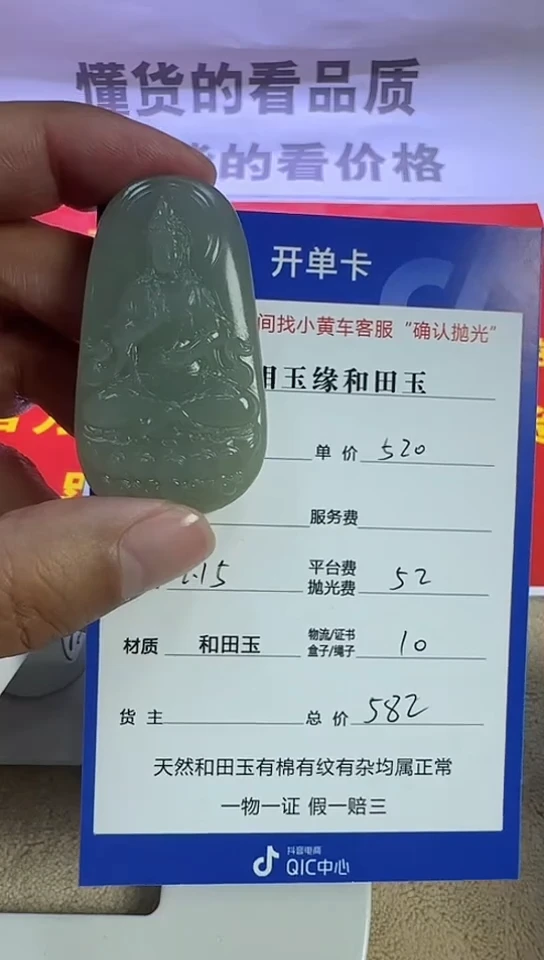 懂货的看品质
的看价格
开单卡
间找小黄车客服“确认抛光”
玉缘和田玉
单价 520
服务费
.15
平台费
抛光费 52
材质 和田玉
物流/证书
盒子/绳子 10
货主
总价 582
天然和田玉有棉有纹有杂均属正常
一物一证 假一赔三
抖音电商
QIC中心